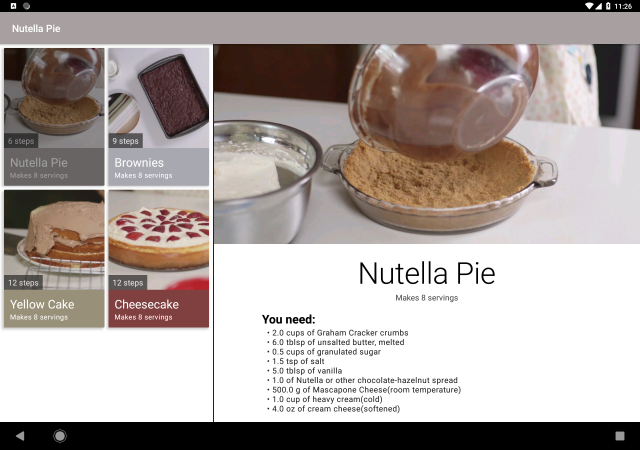 11:26
Nutella Pie
6 steps
Nutella Pie
Makes 8 servings
9 steps
Brownies
Makes 8 servings
12 steps
Yellow Cake
Makes 8 servings
12 steps
Cheesecake
Makes 8 servings
Nutella Pie
Makes 8 servings
You need:
• 2.0 cups of Graham Cracker crumbs
• 6.0 tblsp of unsalted butter, melted
• 0.5 cups of granulated sugar
• 1.5 tsp of salt
• 5.0 tblsp of vanilla
• 1.0 of Nutella or other chocolate-hazelnut spread
• 500.0 g of Mascapone Cheese(room temperature)
• 1.0 cup of heavy cream(cold)
• 4.0 oz of cream cheese(softened)